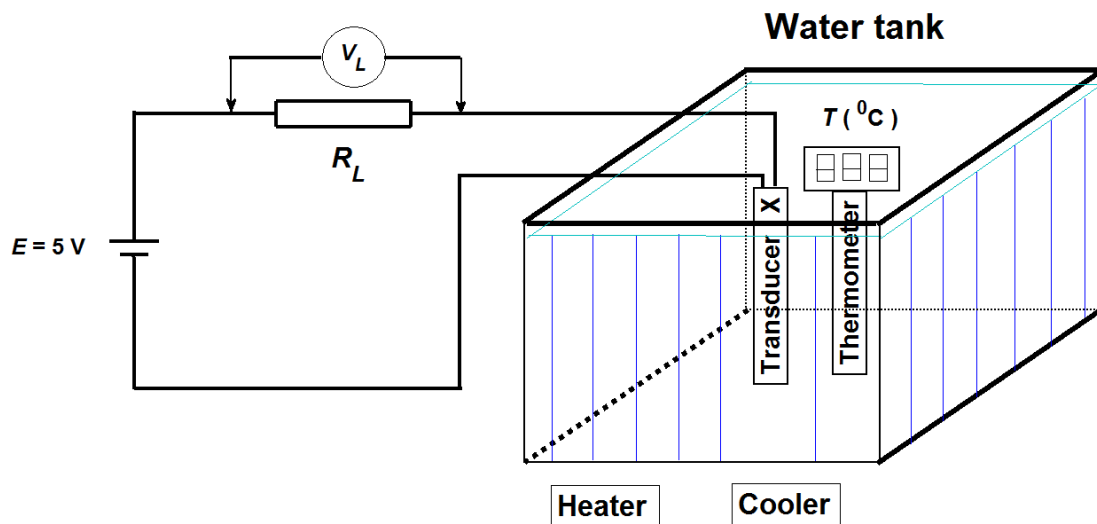 Water tank
V_L
T ( ⁰C )
R_L
E = 5 V
Transducer X
Thermometer
Heater
Cooler